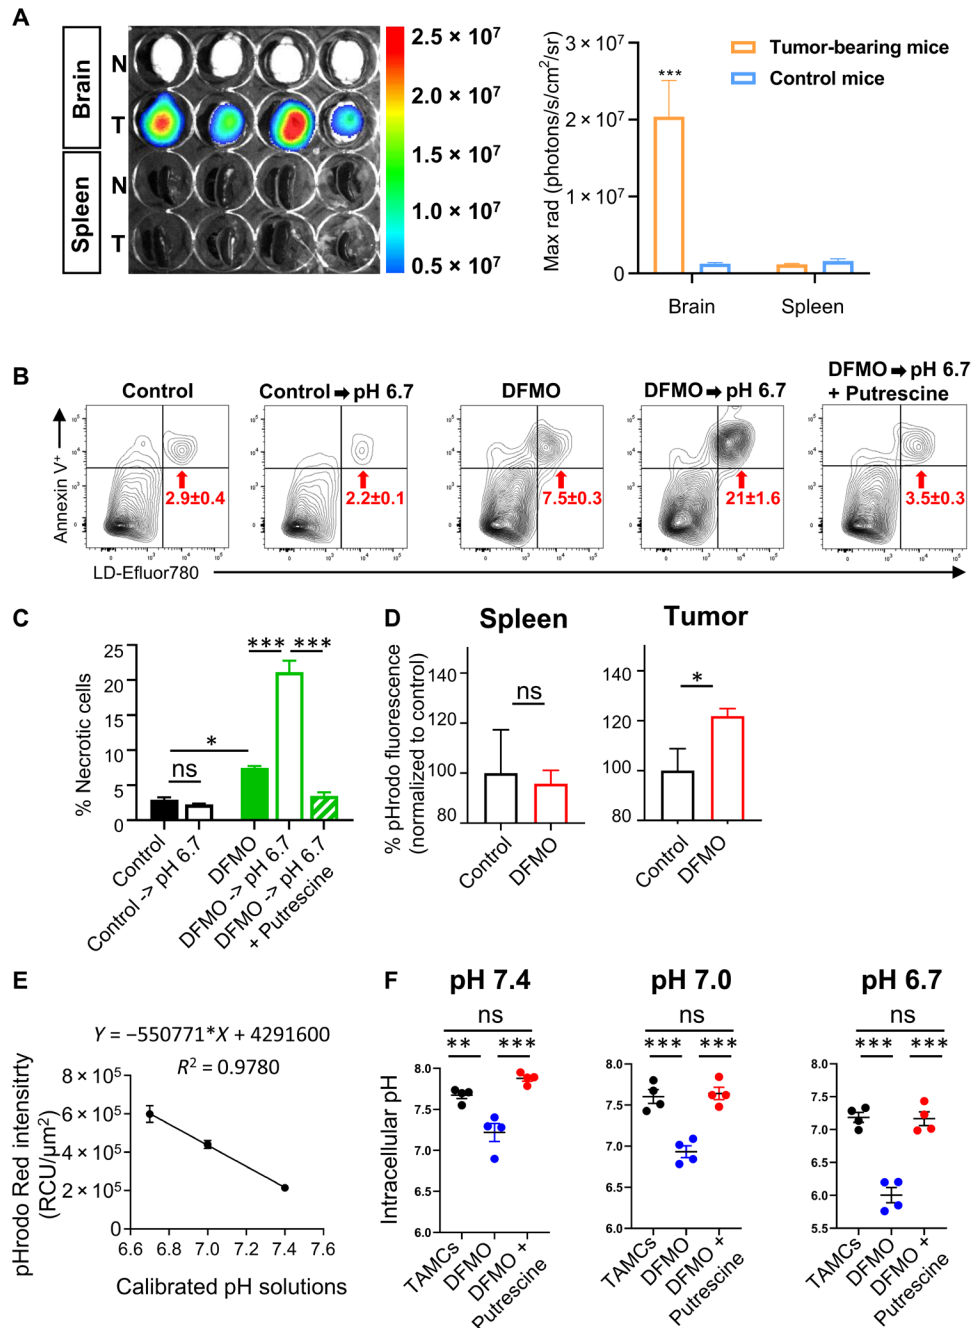 A
Brain
Spleen
N
T
N
T
2.5 × 10⁷
2.0 × 10⁷
1.5 × 10⁷
1.0 × 10⁷
0.5 × 10⁷
Max rad (photons/s/cm²/sr)
3 × 10⁷
2 × 10⁷
1 × 10⁷
0
***
Brain
Spleen
Tumor-bearing mice
Control mice
B
Control
Control ➡ pH 6.7
DFMO
DFMO ➡ pH 6.7
DFMO ➡ pH 6.7
+ Putrescine
Annexin V⁺
2.9±0.4
2.2±0.1
7.5±0.3
21±1.6
3.5±0.3
LD-Efluor780
C
% Necrotic cells
25
20
15
10
5
0
ns
*
***
***
Control
Control -> pH 6.7
DFMO
DFMO -> pH 6.7
DFMO -> pH 6.7
+ Putrescine
D
Spleen
Tumor
% pHrodo fluorescence
(normalized to control)
140
120
100
80
ns
Control
DFMO
140
120
100
80
*
Control
DFMO
E
Y = −550771*X + 4291600
R² = 0.9780
pHrodo Red intensitrty
(RCU/μm²)
8 × 10⁵
6 × 10⁵
4 × 10⁵
2 × 10⁵
0
6.6 6.8 7.0 7.2 7.4 7.6
Calibrated pH solutions
F
pH 7.4
pH 7.0
pH 6.7
Intracellular pH
ns
** ***
8.0
7.5
7.0
6.5
6.0
TAMCs
DFMO
DFMO +
Putrescine
ns
*** ***
8.0
7.5
7.0
6.5
6.0
TAMCs
DFMO
DFMO +
Putrescine
ns
*** ***
8.0
7.5
7.0
6.5
6.0
5.5
TAMCs
DFMO
DFMO +
Putrescine